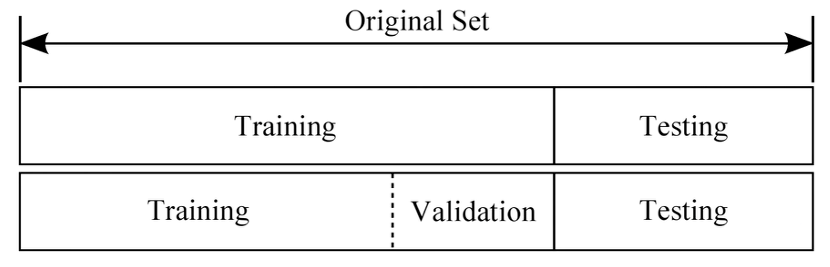 Original Set
Training Testing
Training Validation Testing